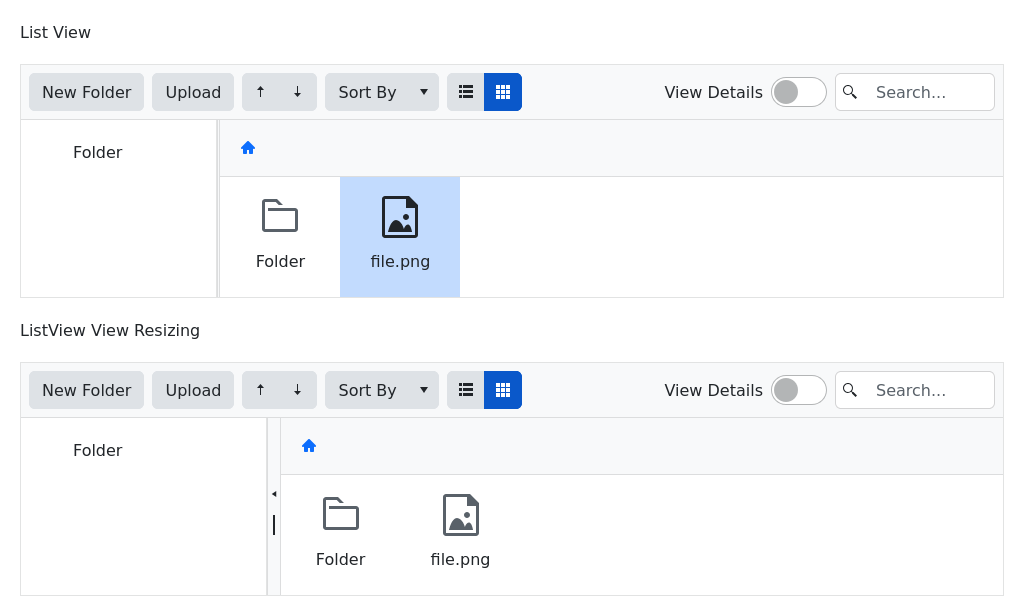 List View
New Folder Upload Sort By View Details Search...
Folder
Folder file.png
ListView View Resizing
New Folder Upload Sort By View Details Search...
Folder
Folder file.png